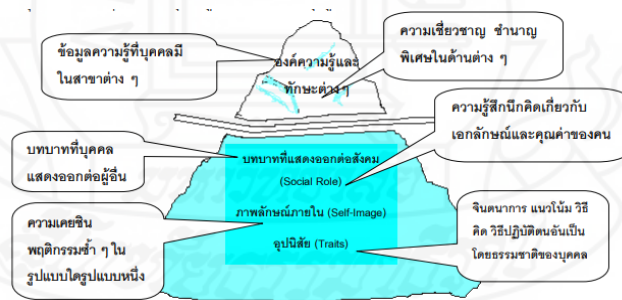 ข้อมูลความรู้ที่บุคคลมี
ในสาขาต่าง ๆ
องค์ความรู้และ
ทักษะต่าง ๆ
ความเชี่ยวชาญ ชำนาญ
พิเศษในด้านต่าง ๆ
ความรู้สึกนึกคิดเกี่ยวกับ
เอกลักษณ์และคุณค่าของคน
บทบาทที่บุคคล
แสดงออกต่อผู้อื่น
บทบาทที่แสดงออกต่อสังคม
(Social Role)
ภาพลักษณ์ภายใน (Self-Image)
อุปนิสัย (Traits)
ความเคยชิน
พฤติกรรมซ้ำ ๆ ใน
รูปแบบใดรูปแบบหนึ่ง
จินตนาการ แนวโน้ม วิธี
คิด วิธีปฏิบัติตนอันเป็น
โดยธรรมชาติของบุคคล